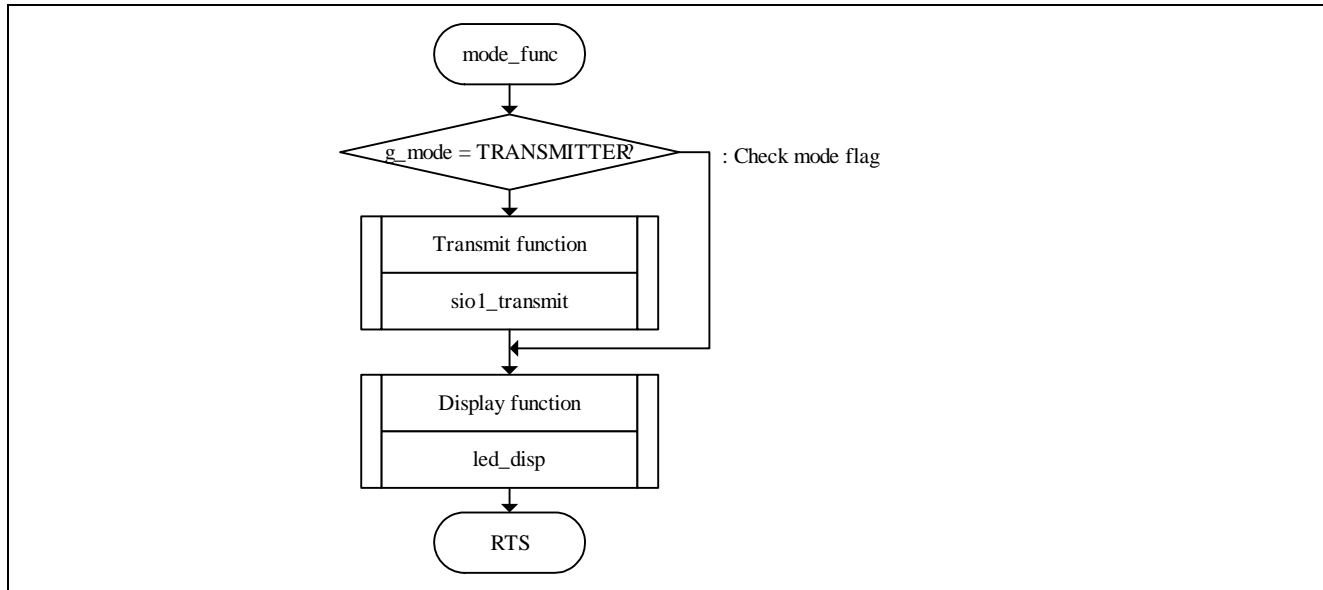 mode_func
g_mode = TRANSMITTER?
: Check mode flag
Transmit function
sio1_transmit
Display function
led_disp
RTS